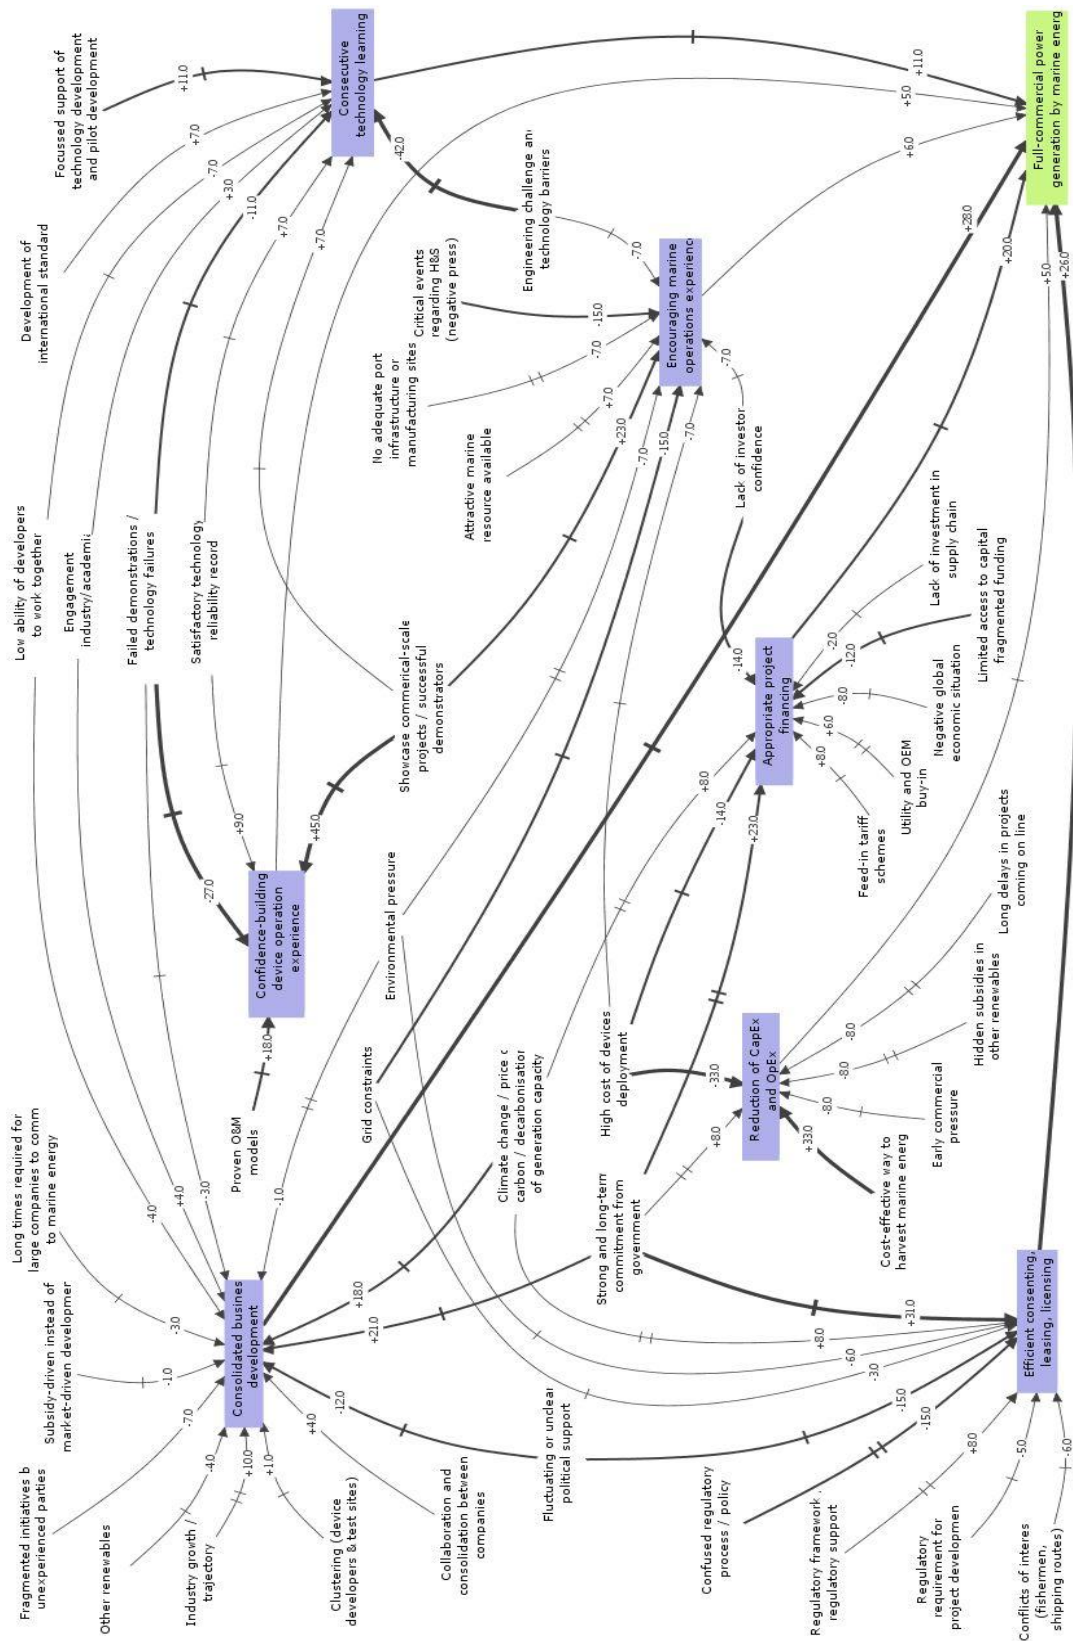 Focussed support of
technology development
and pilot development
Development of
international standard
Low ability of developers
to work together
Engagement
industry/academic
Failed demonstrations /
technology failures
Satisfactory technology
reliability record
Showcase commerical-scale
projects / successful
demonstrators
Consecutive
technology learning
Confidence-building
device operation
experience
Proven O&M
models
Long times required for
large companies to comm
to marine energy
Subsidy-driven instead of
market-driven developmer
Fragmented initiatives b
unexperienced parties
Other renewables
Industry growth /
trajectory
Clustering (device
developers & test sites)
Collaboration and
consolidation between
companies
Consolidated busines
development
Engineering challenge an
technology barriers
Critical events
regarding H&S
(negative press)
No adequate port
infrastructure or
manufacturing sites
Attractive marine
resource available
Encouraging marine
operations experienc
Lack of investor
confidence
Environmental pressure
Grid constraints
Climate change / price c
carbon / decarbonisation
of generation capacity
High cost of devices
deployment
Strong and long-term
commitment from
government
Fluctuating or unclear
political support
Appropriate project
financing
Lack of investment in
supply chain
Limited access to capital
fragmented funding
Negative global
economic situation
Utility and OEM
buy-in
Feed-in tariff
schemes
Reduction of CapEx
and OpEx
Long delays in projects
coming on line
Hidden subsidies in
other renewables
Early commercial
pressure
Cost-effective way to
harvest marine energ
Full-commercial power
generation by marine energ
Efficient consenting,
leasing, licensing
Confused regulatory
process / policy
Regulatory framework
regulatory support
Regulatory
requirement for
project developmen
Conflicts of interes
(fishermen,
shipping routes)
+11.0
+7.0
-7.0
+3.0
-11.0
+7.0
+7.0
-42.0
+11.0
+5.0
+6.0
+28.0
+20.0
+5.0
+26.0
-7.0
-15.0
-7.0
+7.0
+23.0
-7.0
-15.0
-7.0
-7.0
-14.0
-2.0
-12.0
-8.0
+6.0
+8.0
+8.0
-14.0
+23.0
-27.0
+9.0
+45.0
+18.0
-4.0
+4.0
-3.0
-1.0
-3.0
-1.0
-7.0
-4.0
+10.0
+1.0
+4.0
-12.0
+21.0
+18.0
-33.0
+8.0
+33.0
-8.0
-8.0
-8.0
+31.0
+8.0
-6.0
-3.0
-15.0
-15.0
+8.0
-5.0
-6.0